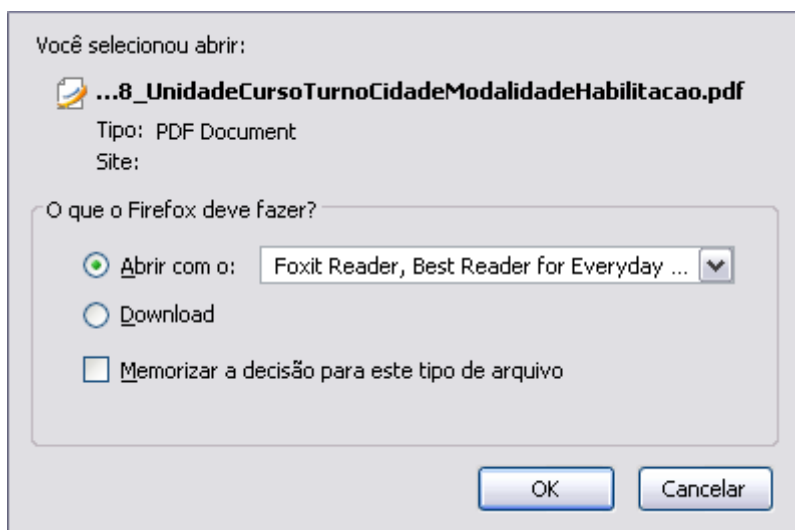 Você selecionou abrir:
...8_UnidadeCursoTurnoCidadeModalidadeHabilitacao.pdf
Tipo: PDF Document
Site:
O que o Firefox deve fazer?
Abrir com o: Foxit Reader, Best Reader for Everyday ...
Download
Memorizar a decisão para este tipo de arquivo
OK Cancelar